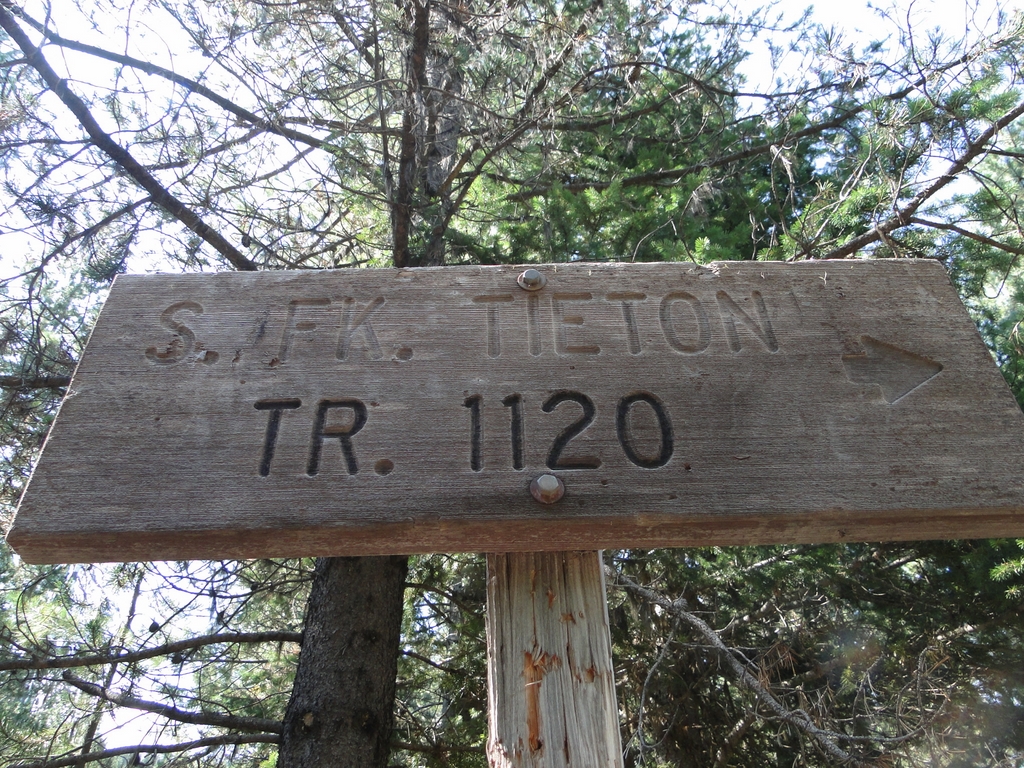 S. FK. TIETON
TR. 1120